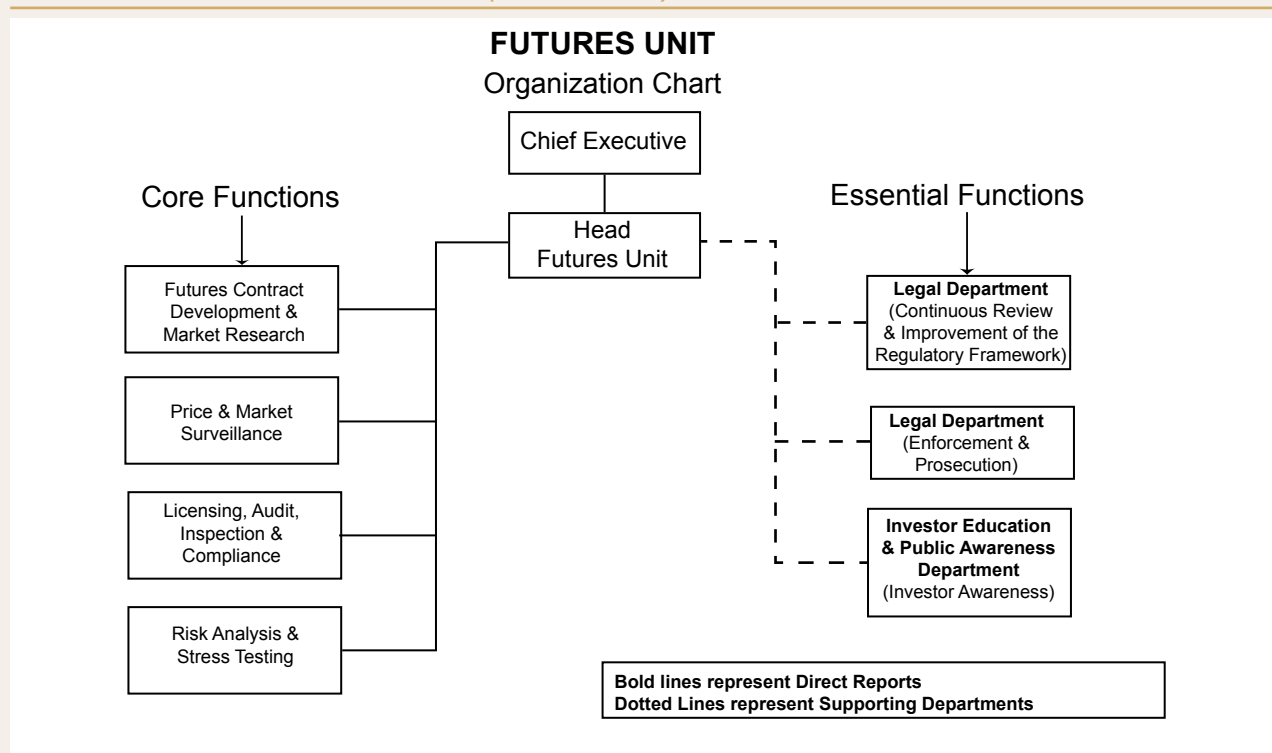 FUTURES UNIT
Organization Chart
Chief Executive
Head
Futures Unit
Core Functions
Futures Contract
Development &
Market Research
Price & Market
Surveillance
Licensing, Audit,
Inspection &
Compliance
Risk Analysis &
Stress Testing
Essential Functions
Legal Department
(Continuous Review
& Improvement of the
Regulatory Framework)
Legal Department
(Enforcement &
Prosecution)
Investor Education
& Public Awareness
Department
(Investor Awareness)
Bold lines represent Direct Reports
Dotted Lines represent Supporting Departments